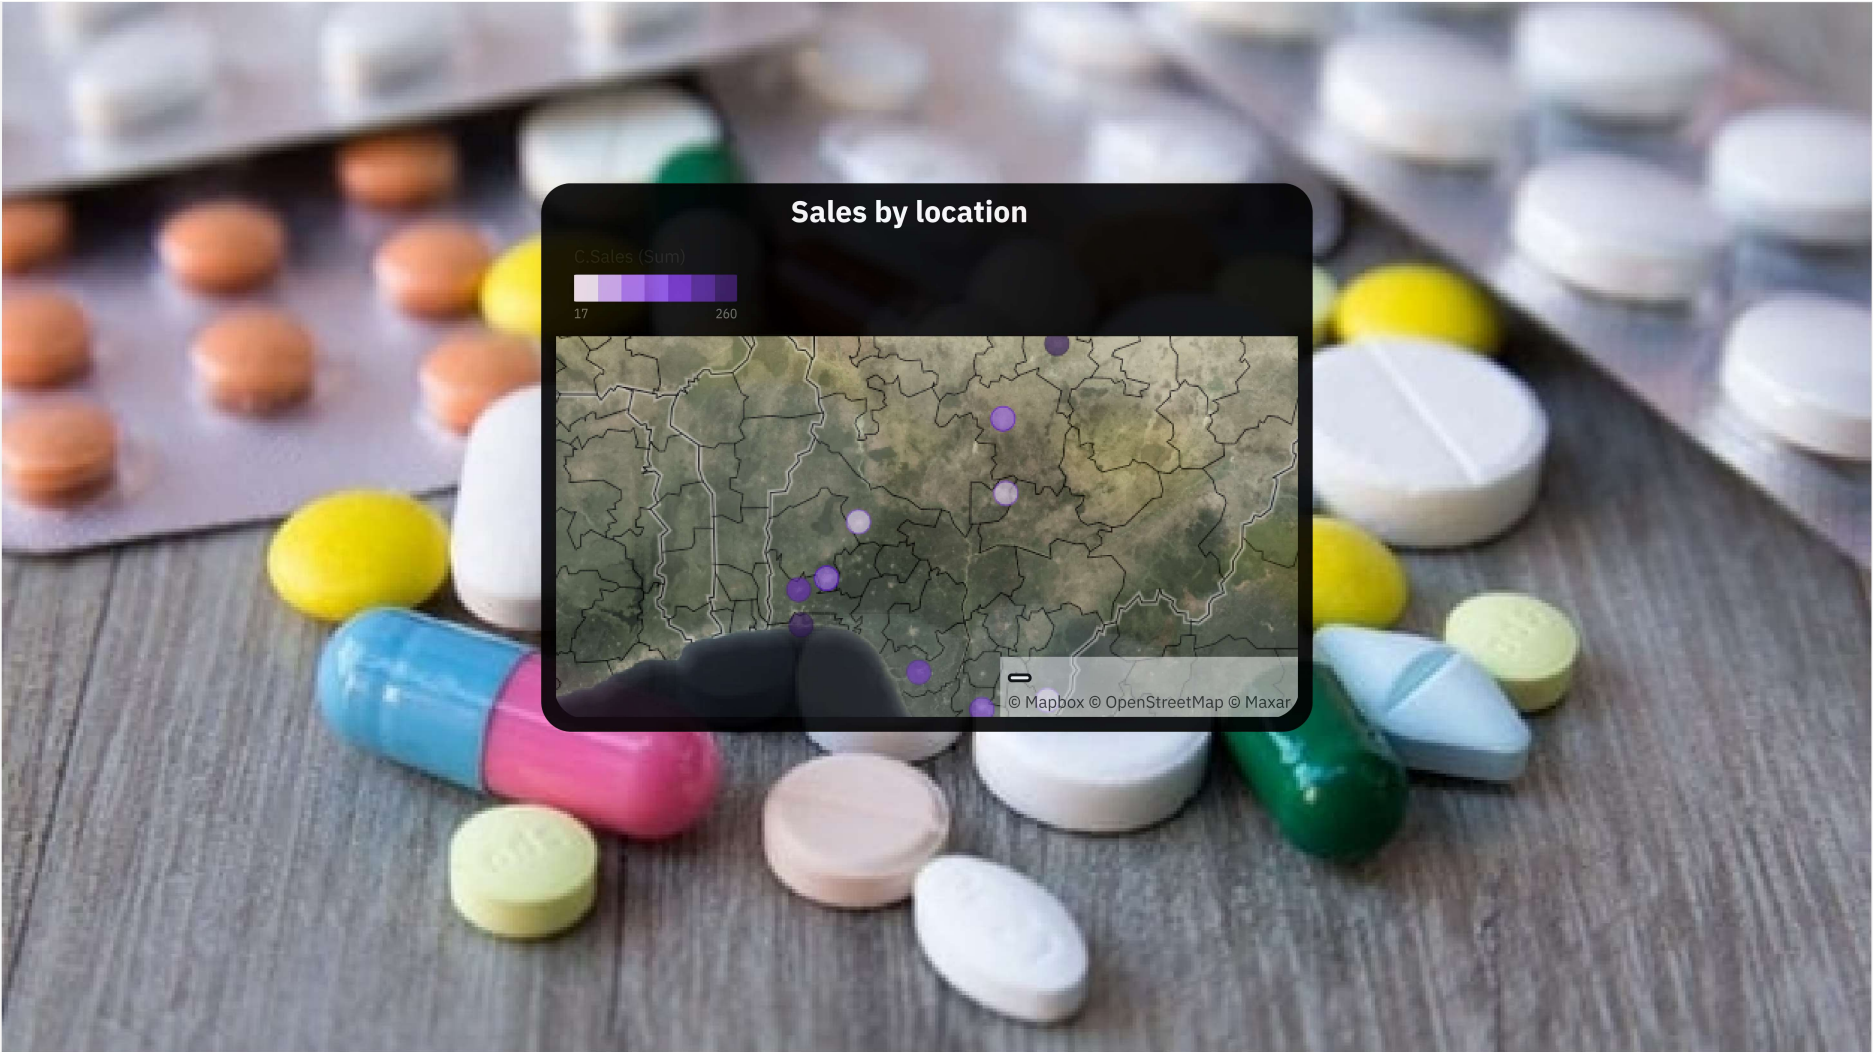 Sales by location
C.Sales (Sum)
17
260
© Mapbox © OpenStreetMap © Maxar